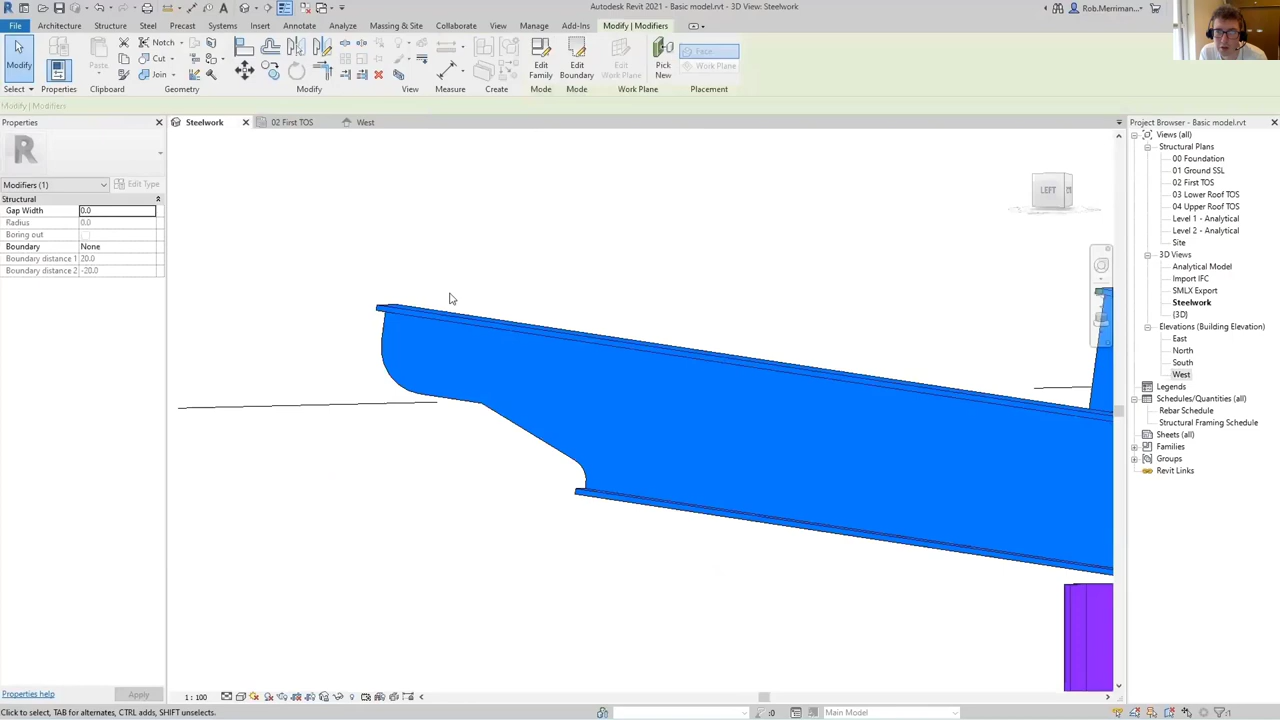 Autodesk Revit 2021 - Basic model.rvt - 3D View: Steelwork
Rob.Merriman...
File Architecture Structure Steel Precast Systems Insert Annotate Analyze Massing & Site Collaborate View Manage Add-Ins Modify | Modifiers
Modify
Properties
Paste
Notch
Cut
Join
Edit Family
Edit Boundary
Edit Work Plane
Pick New
Face
Work Plane
Select Properties Clipboard Geometry Modify View Measure Create Mode Mode Work Plane Placement
Modify | Modifiers
Properties
Steelwork
02 First TOS
West
Project Browser - Basic model.rvt
Modifiers (1)
Edit Type
Structural
Gap Width 0.0
Radius 0.0
Boring out
Boundary None
Boundary distance 1 20.0
Boundary distance 2 -20.0
LEFT
Views (all)
Structural Plans
00 Foundation
01 Ground SSL
02 First TOS
03 Lower Roof TOS
04 Upper Roof TOS
Level 1 - Analytical
Level 2 - Analytical
Site
3D Views
Analytical Model
Import IFC
SMLX Export
Steelwork
{3D}
Elevations (Building Elevation)
East
North
South
West
Legends
Schedules/Quantities (all)
Rebar Schedule
Structural Framing Schedule
Sheets (all)
Families
Groups
Revit Links
Properties help
Apply
1 : 100
Click to select, TAB for alternates, CTRL adds, SHIFT unselects.
:0
Main Model
:1